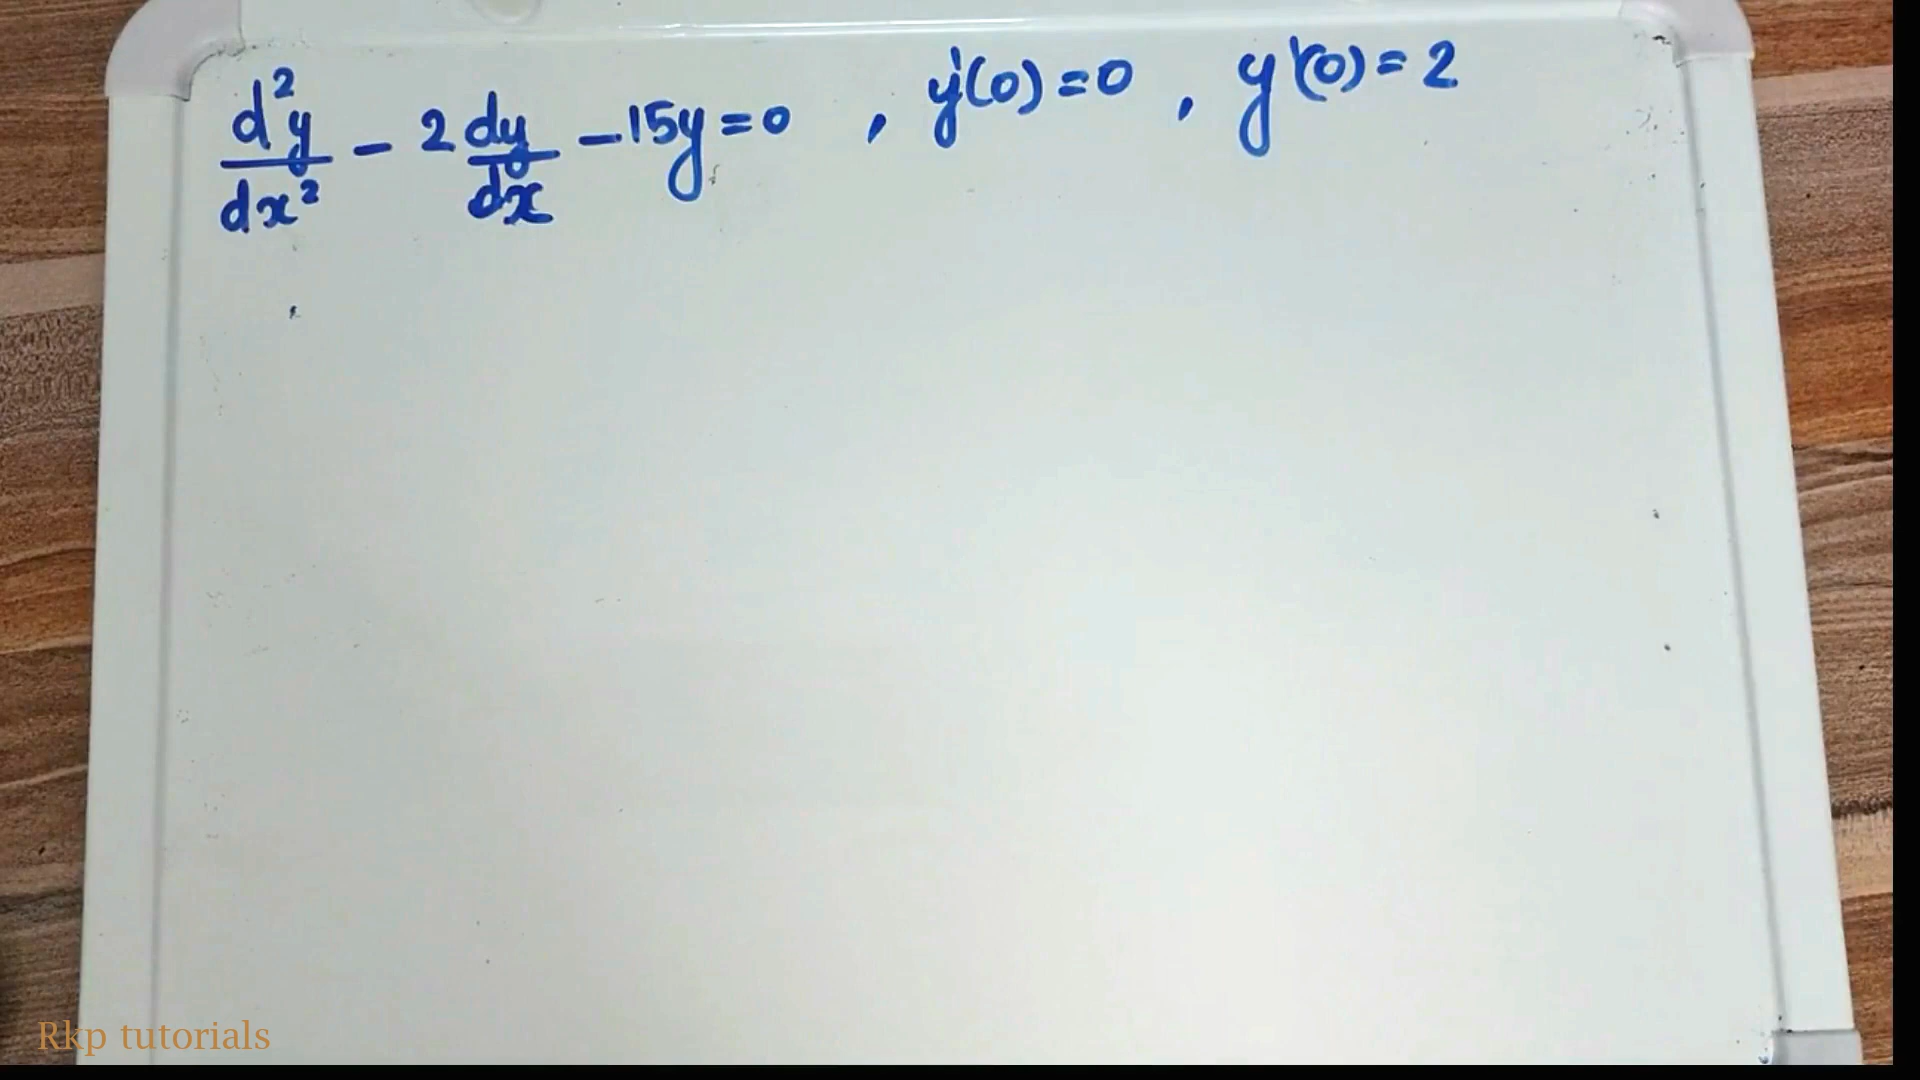 d²y/dx² - 2 dy/dx - 15y = 0 , y'(0) = 0 , y'(0) = 2
Rkp tutorials